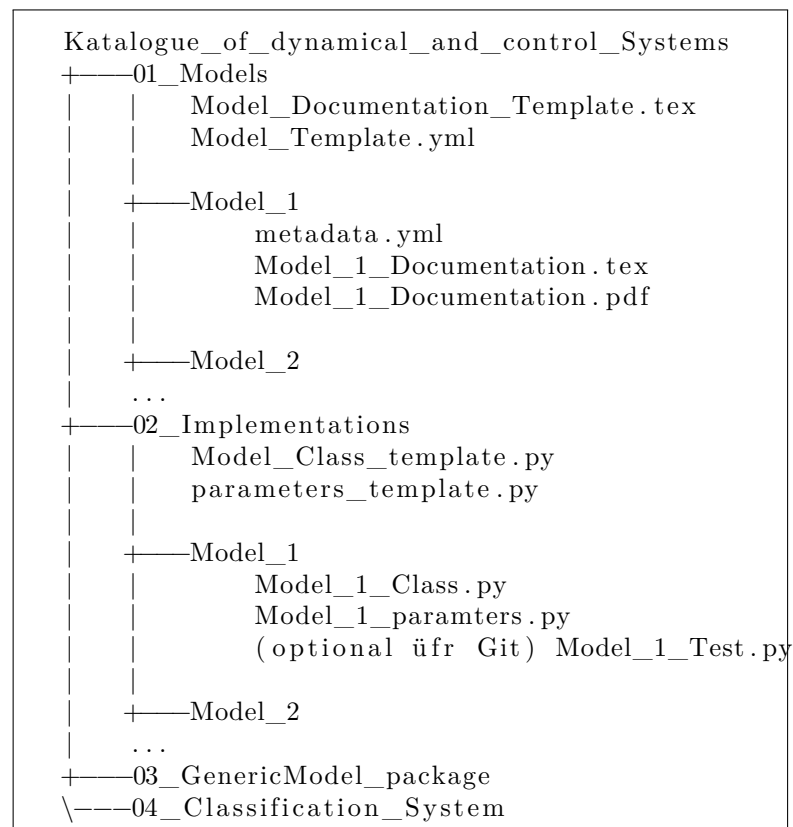 Katalogue_of_dynamical_and_control_Systems
+———01_Models
|   |   Model_Documentation_Template.tex
|   |   Model_Template.yml
|   |
|   +———Model_1
|   |       metadata.yml
|   |       Model_1_Documentation.tex
|   |       Model_1_Documentation.pdf
|   |
|   +———Model_2
|   ...
+———02_Implementations
|   |   Model_Class_template.py
|   |   parameters_template.py
|   |
|   +———Model_1
|   |       Model_1_Class.py
|   |       Model_1_paramters.py
|   |       (optional üfr Git) Model_1_Test.py
|   |
|   +———Model_2
|   ...
+———03_GenericModel_package
\———04_Classification_System